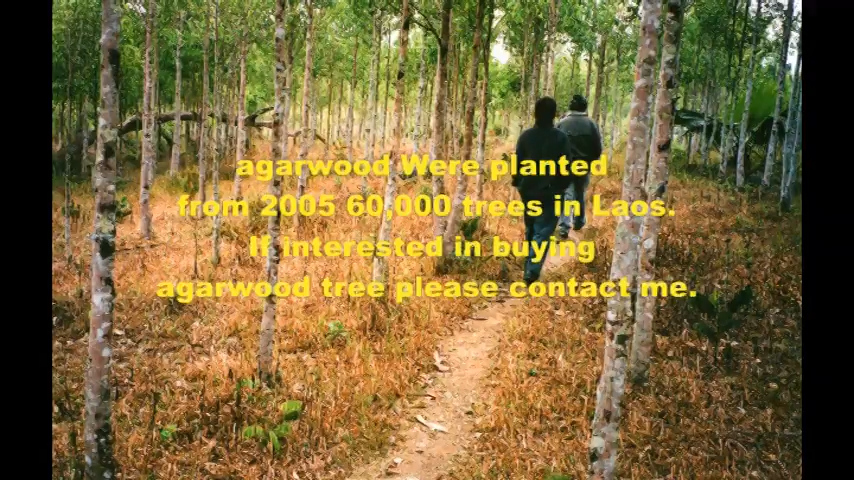 agarwood Were planted
from 2005 60,000 trees in Laos.
If interested in buying
agarwood tree please contact me.